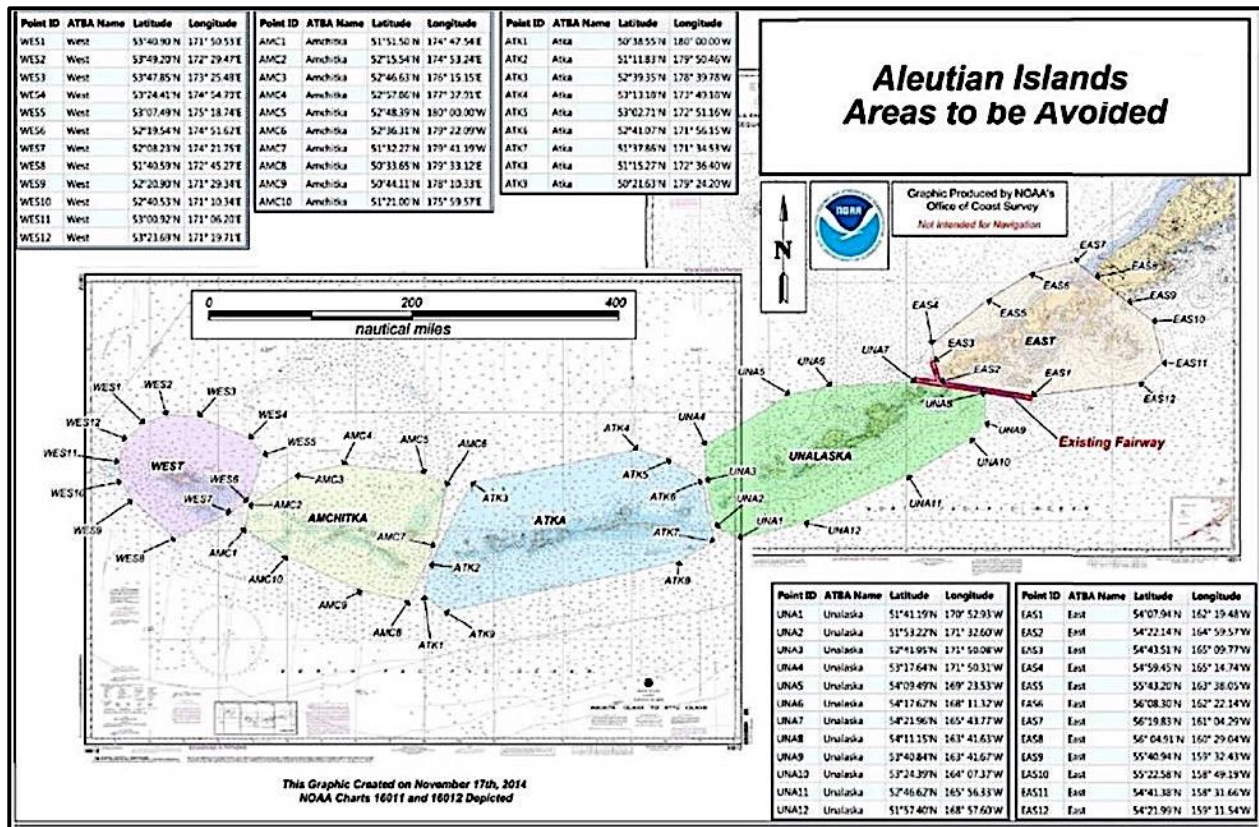 Aleutian Islands
Areas to be Avoided
Point ID ATBA Name Latitude Longitude
WES1 West 53°40.90'N 171° 50.53'E
WES2 West 53°49.20'N 172° 29.47'E
WES3 West 53°47.85'N 173° 25.48'E
WES4 West 53°24.41'N 174° 54.73'E
WES5 West 53°07.49'N 175° 18.74'E
WES6 West 52°19.54'N 174° 51.62'E
WES7 West 52°08.23'N 174° 21.75'E
WES8 West 51°40.59'N 172° 45.27'E
WES9 West 52°20.90'N 171° 29.34'E
WES10 West 52°40.53'N 171° 10.34'E
WES11 West 53°00.92'N 171° 06.20'E
WES12 West 53°23.69'N 171° 19.71'E
Point ID ATBA Name Latitude Longitude
AMC1 Amchitka 51°51.50'N 174° 47.54'E
AMC2 Amchitka 52°15.54'N 174° 53.24'E
AMC3 Amchitka 52°46.63'N 176° 15.15'E
AMC4 Amchitka 52°57.86'N
AMC5 Amchitka 52°48.39'N 180° 00.00'W
AMC6 Amchitka 52°36.31'N 179° 22.09'W
AMC7 Amchitka 51°32.27'N 179° 41.19'W
AMC8 Amchitka 50°33.65'N 179° 33.12'E
AMC9 Amchitka 50°44.11'N 178° 10.33'E
AMC10 Amchitka 51°21.00'N 175° 59.57'E
Point ID ATBA Name Latitude Longitude
ATK1 Atka 50°38.55'N 180° 00.00'W
ATK2 Atka 51°11.83'N 179° 50.46'W
ATK3 Atka 52°39.35'N 178° 39.78'W
ATK4 Atka 53°13.18'N 173° 49.18'W
ATK5 Atka 53°02.71'N 172° 51.16'W
ATK6 Atka 52°41.07'N 171° 56.15'W
ATK7 Atka 51°37.86'N 171° 34.53'W
ATK3 Atka 51°15.27'N 172° 36.40'W
ATK3 Atka 50°21.63'N 179° 24.20'W
N
NOAA
Graphic Produced by NOAA's
Office of Coast Survey
Not Intended for Navigation
0 200 400
nautical miles
WES1
WES2
WES3
WES4
WES5
WES6
WES7
WES8
WES9
WES10
WES11
WES12
WEST
AMC1
AMC2
AMC3
AMC4
AMC5
AMC6
AMC7
AMC8
AMC9
AMC10
AMCHITKA
ATK1
ATK2
ATK3
ATK4
ATK5
ATK6
ATK7
ATK8
ATK9
ATKA
UNA1
UNA2
UNA3
UNA4
UNA5
UNA6
UNA7
UNA8
UNA9
UNA10
UNA11
UNA12
UNALASKA
EAS1
EAS2
EAS3
EAS4
EAS5
EAS6
EAS7
EAS8
EAS9
EAS10
EAS11
EAS12
EAST
Existing Fairway
Point ID ATBA Name Latitude Longitude
UNA1 Unalaska 51°41.19'N 170° 52.93'W
UNA2 Unalaska 51°53.22'N 171° 32.60'W
UNA3 Unalaska 52°41.95'N 171° 50.08'W
UNA4 Unalaska 53°17.64'N 171° 50.31'W
UNA5 Unalaska 54°09.49'N 169° 23.53'W
UNA6 Unalaska 54°17.62'N 168° 11.32'W
UNA7 Unalaska 54°21.96'N 165° 43.77'W
UNA8 Unalaska 54°11.15'N 163° 41.63'W
UNA9 Unalaska 53°40.84'N 163° 41.67'W
UNA10 Unalaska 53°24.39'N 164° 07.37'W
UNA11 Unalaska 52°46.62'N 165° 56.33'W
UNA12 Unalaska 51°57.40'N 168° 57.60'W
Point ID ATBA Name Latitude Longitude
EAS1 East 54°07.94'N 162° 19.48'W
EAS2 East 54°22.14'N 164° 59.57'W
EAS3 East 54°43.51'N 165° 09.77'W
EAS4 East 54°59.45'N 165° 14.74'W
EAS5 East 55°43.20'N 163° 38.05'W
EAS6 East 56°08.30'N 162° 22.14'W
EAS7 East 56°19.83'N 161° 04.29'W
EAS8 East 56° 04.91'N 160° 29.04'W
EAS9 East 55°40.94'N 159° 32.43'W
EAS10 East 55°22.58'N 158° 49.19'W
EAS11 East 54°41.38'N 158° 31.66'W
EAS12 East 54°21.99'N 159° 11.54'W
This Graphic Created on November 17th, 2014
NOAA Charts 16011 and 16012 Depicted